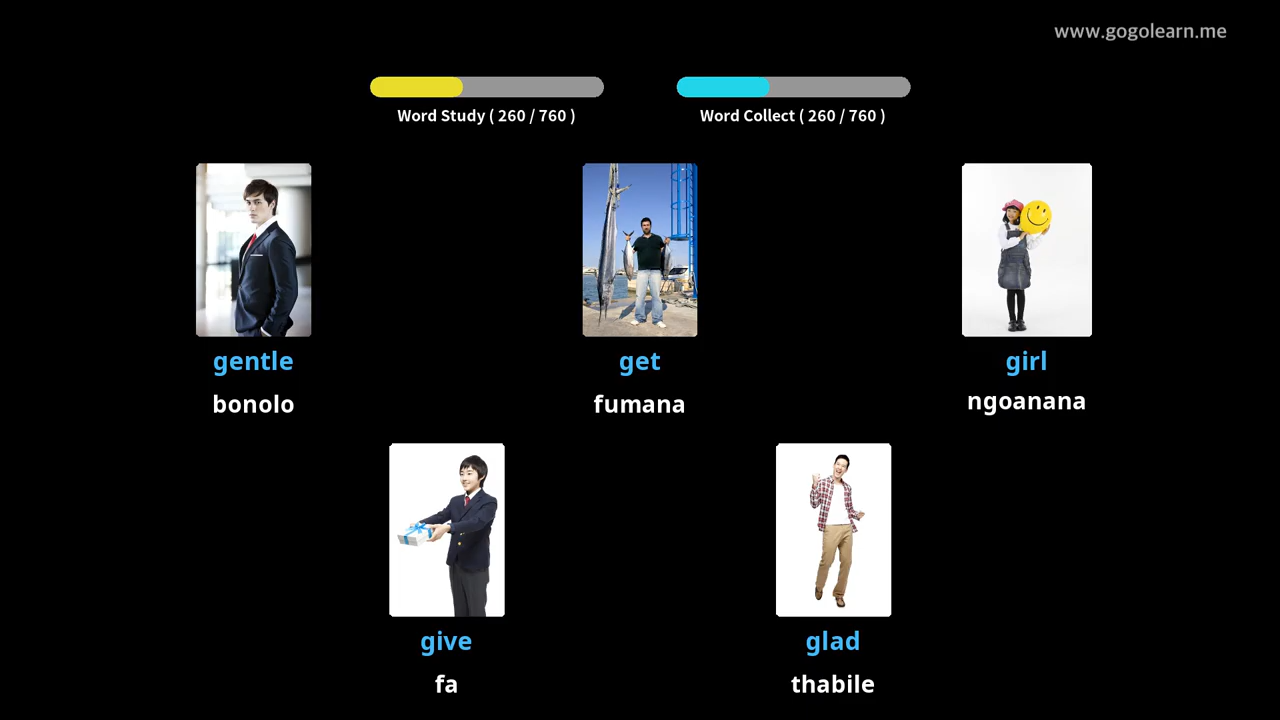 www.gogolearn.me
Word Study ( 260 / 760 )
Word Collect ( 260 / 760 )
gentle
bonolo
get
fumana
girl
ngoanana
give
fa
glad
thabile